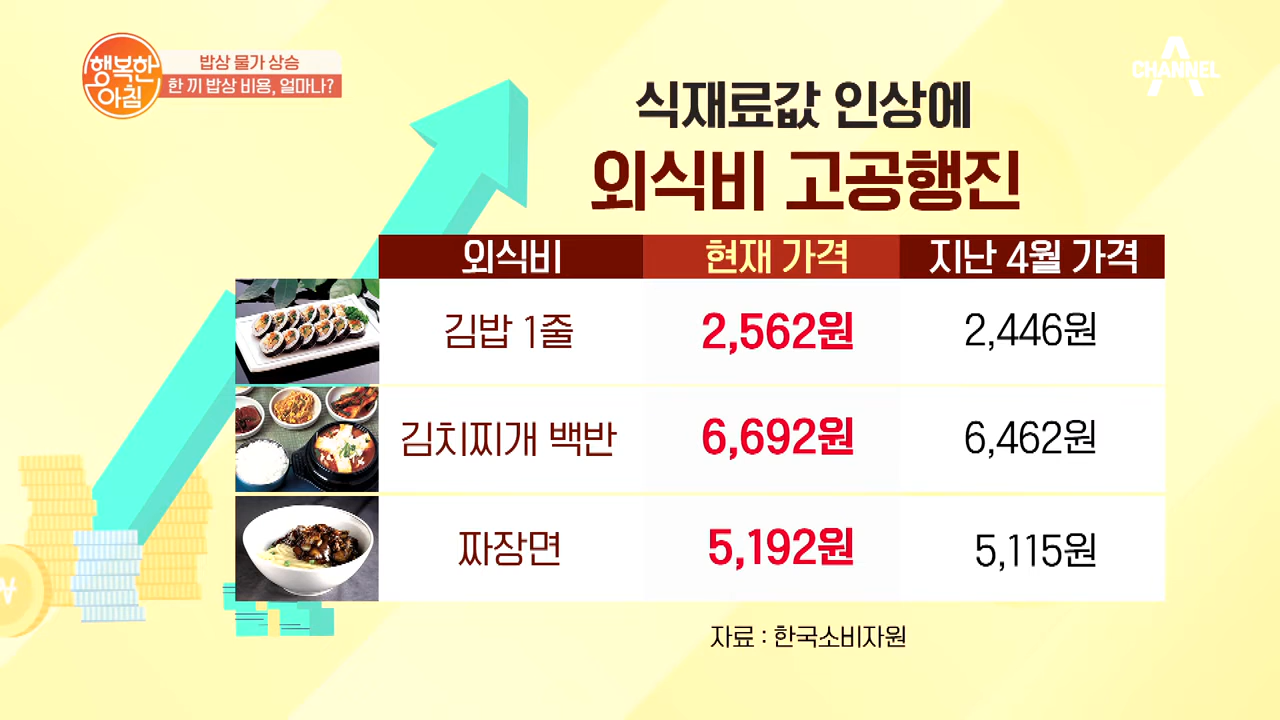 행복한
아침
밥상 물가 상승
한 끼 밥상 비용, 얼마나?
CHANNEL A
식재료값 인상에
외식비 고공행진
외식비 현재 가격 지난 4월 가격
김밥 1줄 2,562원 2,446원
김치찌개 백반 6,692원 6,462원
짜장면 5,192원 5,115원
자료 : 한국소비자원
₩